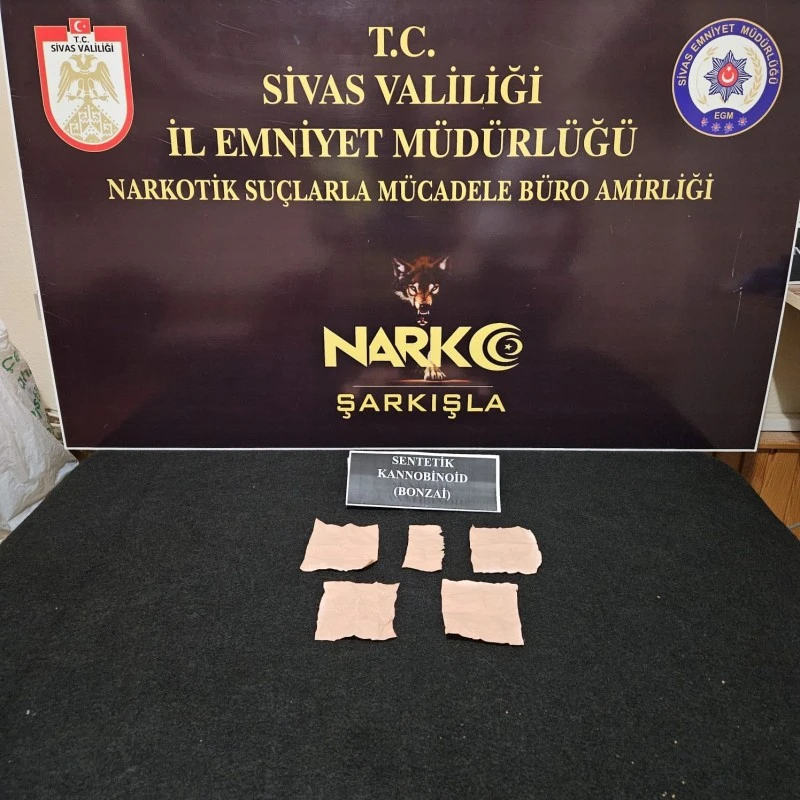 T.C.
SİVAS VALİLİĞİ
T.C.
SİVAS VALİLİĞİ
İL EMNİYET MÜDÜRLÜĞÜ
NARKOTİK SUÇLARLA MÜCADELE BÜRO AMİRLİĞİ
SİVAS EMNİYET MÜDÜRLÜĞÜ
EGM
NARKO
ŞARKIŞLA
SENTETİK
KANNOBİNOİD
(BONZAİ)